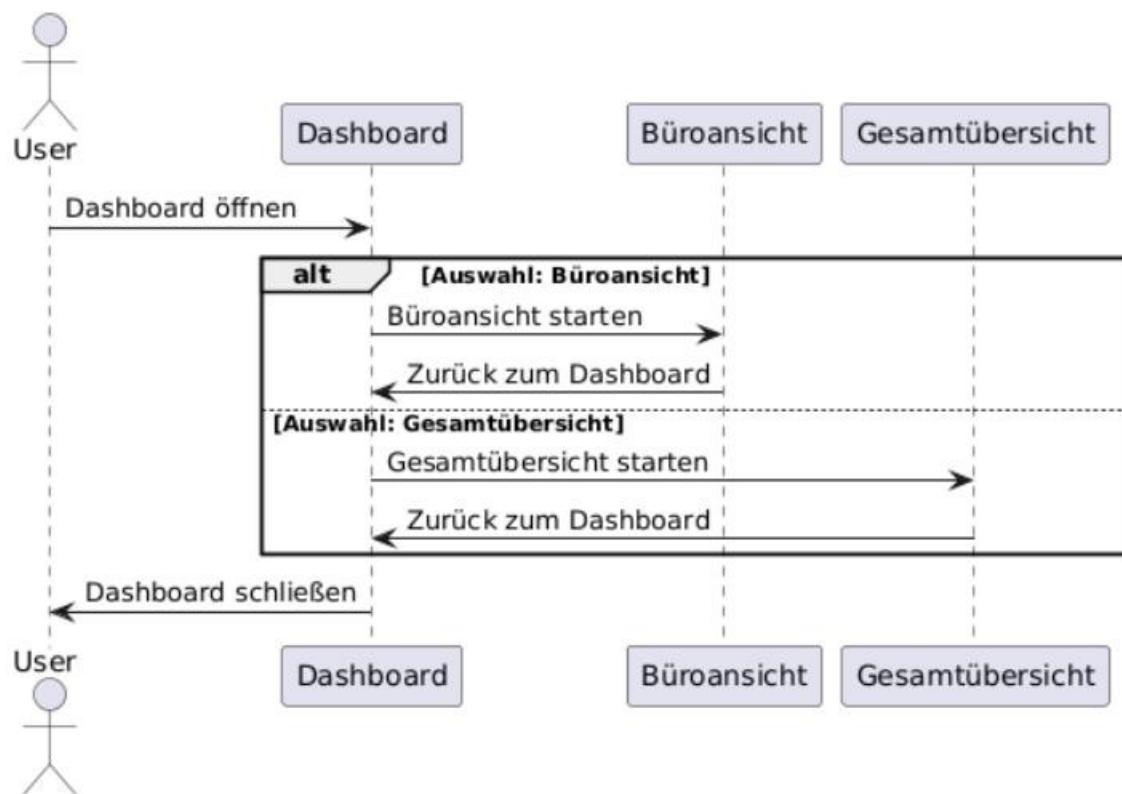 User
Dashboard
Büroansicht
Gesamtübersicht
Dashboard öffnen
alt
[Auswahl: Büroansicht]
Büroansicht starten
Zurück zum Dashboard
[Auswahl: Gesamtübersicht]
Gesamtübersicht starten
Zurück zum Dashboard
Dashboard schließen
User
Dashboard
Büroansicht
Gesamtübersicht